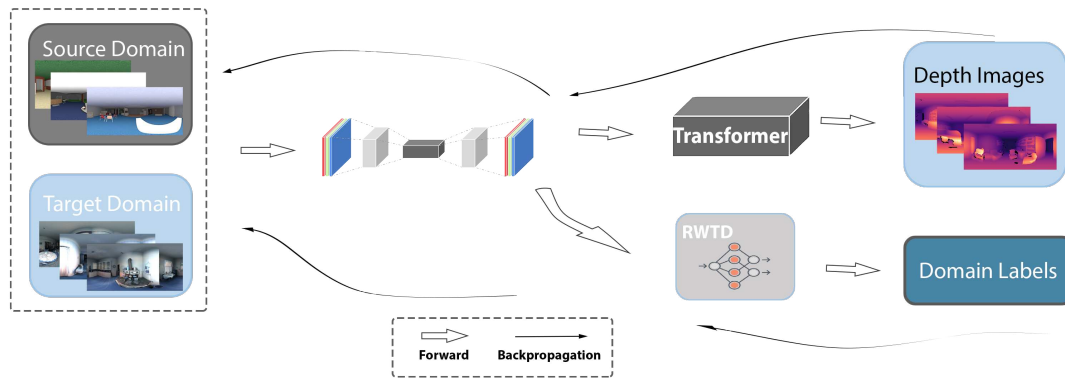 Source Domain
Target Domain
Transformer
Depth Images
RWTD
Domain Labels
Forward
Backpropagation